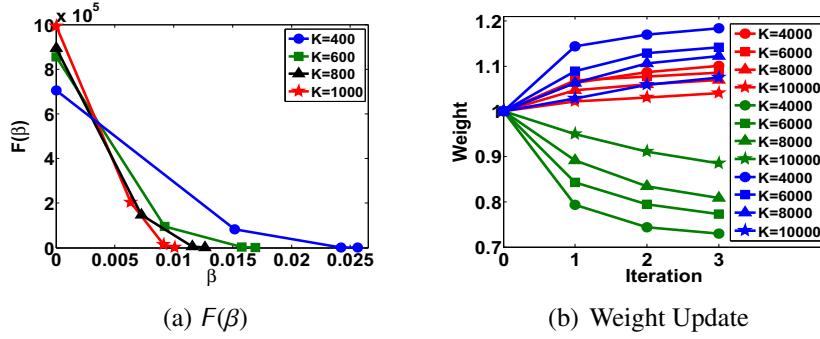 x 10^5
10
8
6
4
2
0
F(β)
0 0.005 0.01 0.015 0.02 0.025
β
K=400
K=600
K=800
K=1000
(a) F(β)
1.2
1.1
1
0.9
0.8
0.7
Weight
0 1 2 3
Iteration
K=4000
K=6000
K=8000
K=10000
K=4000
K=6000
K=8000
K=10000
K=4000
K=6000
K=8000
K=10000
(b) Weight Update